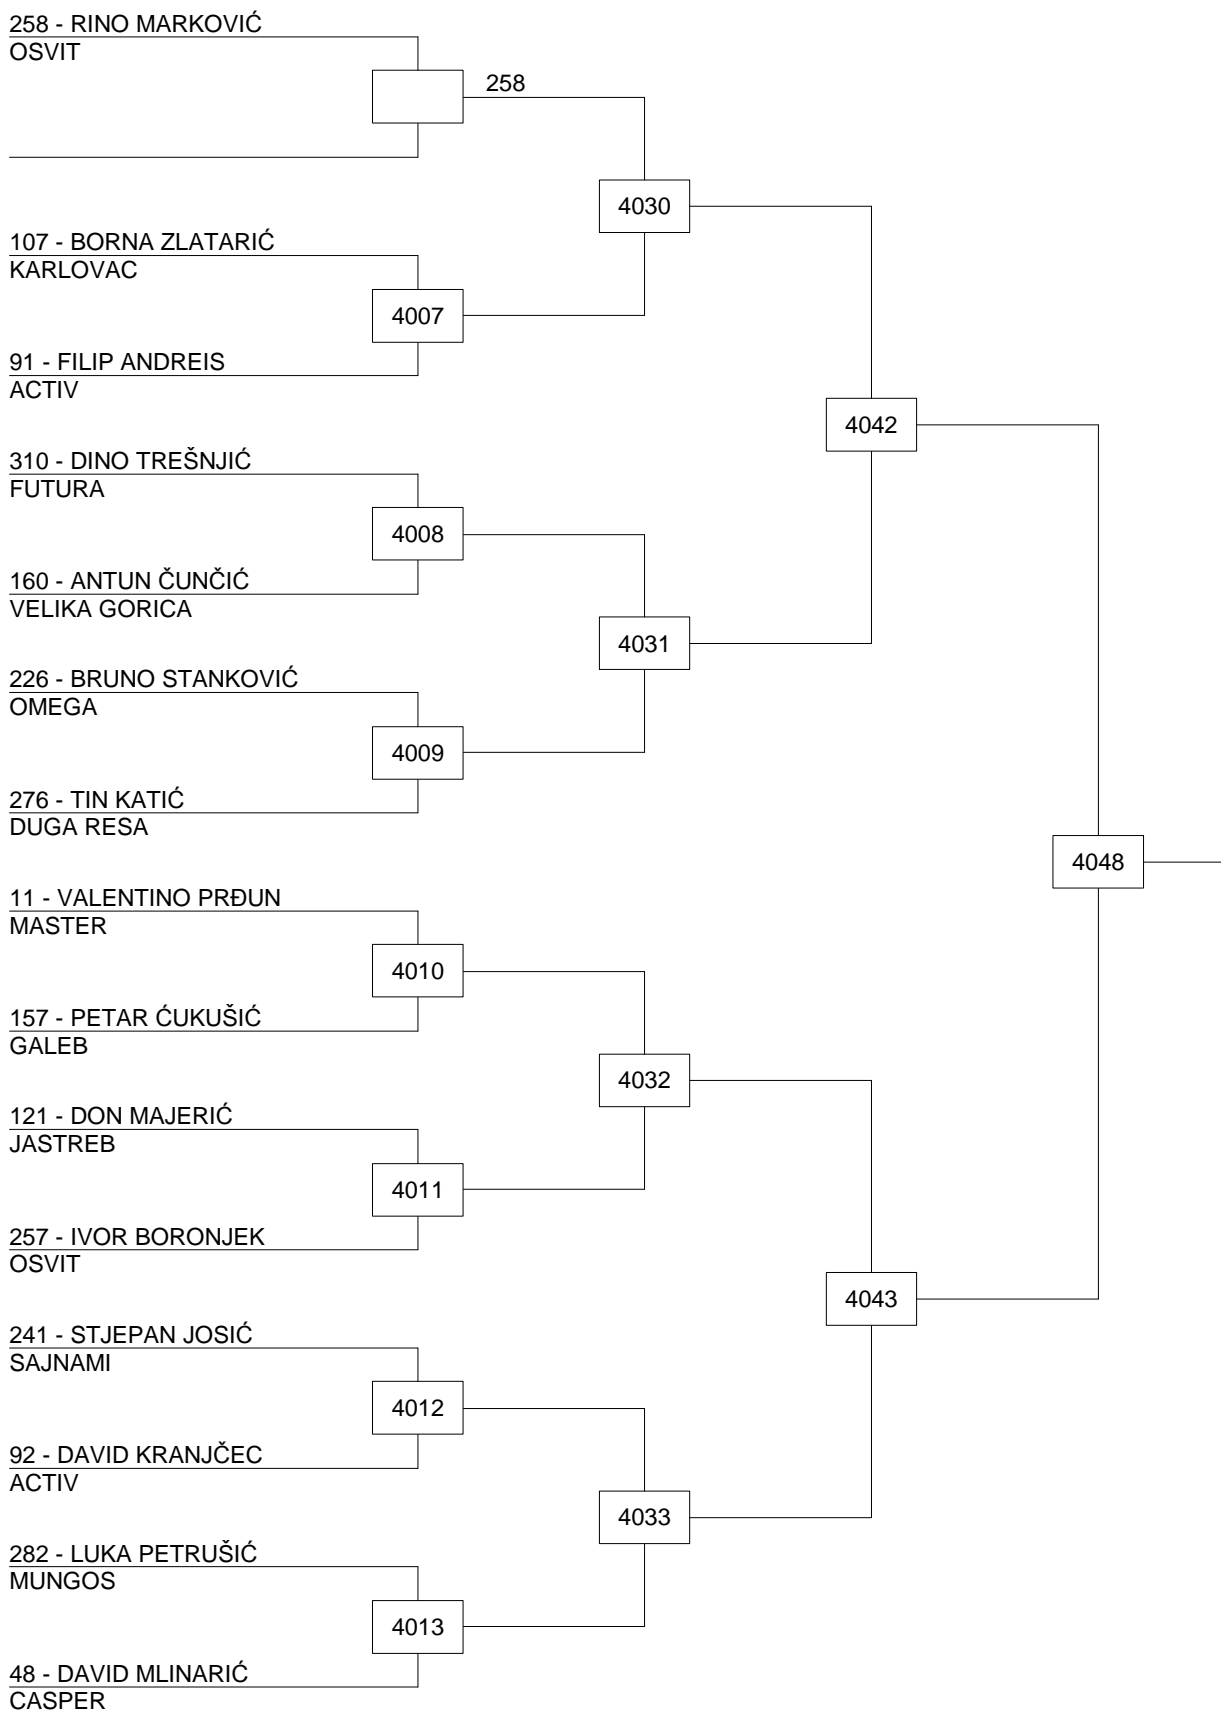 258 - RINO MARKOVIĆ
OSVIT
258
4030
107 - BORNA ZLATARIĆ
KARLOVAC
4007
91 - FILIP ANDREIS
ACTIV
4042
310 - DINO TREŠNJIĆ
FUTURA
4008
160 - ANTUN ČUNČIĆ
VELIKA GORICA
4031
226 - BRUNO STANKOVIĆ
OMEGA
4009
276 - TIN KATIĆ
DUGA RESA
4048
11 - VALENTINO PRĐUN
MASTER
4010
157 - PETAR ĆUKUŠIĆ
GALEB
4032
121 - DON MAJERIĆ
JASTREB
4011
257 - IVOR BORONJEK
OSVIT
4043
241 - STJEPAN JOSIĆ
SAJNAMI
4012
92 - DAVID KRANJČEC
ACTIV
4033
282 - LUKA PETRUŠIĆ
MUNGOS
4013
48 - DAVID MLINARIĆ
CASPER